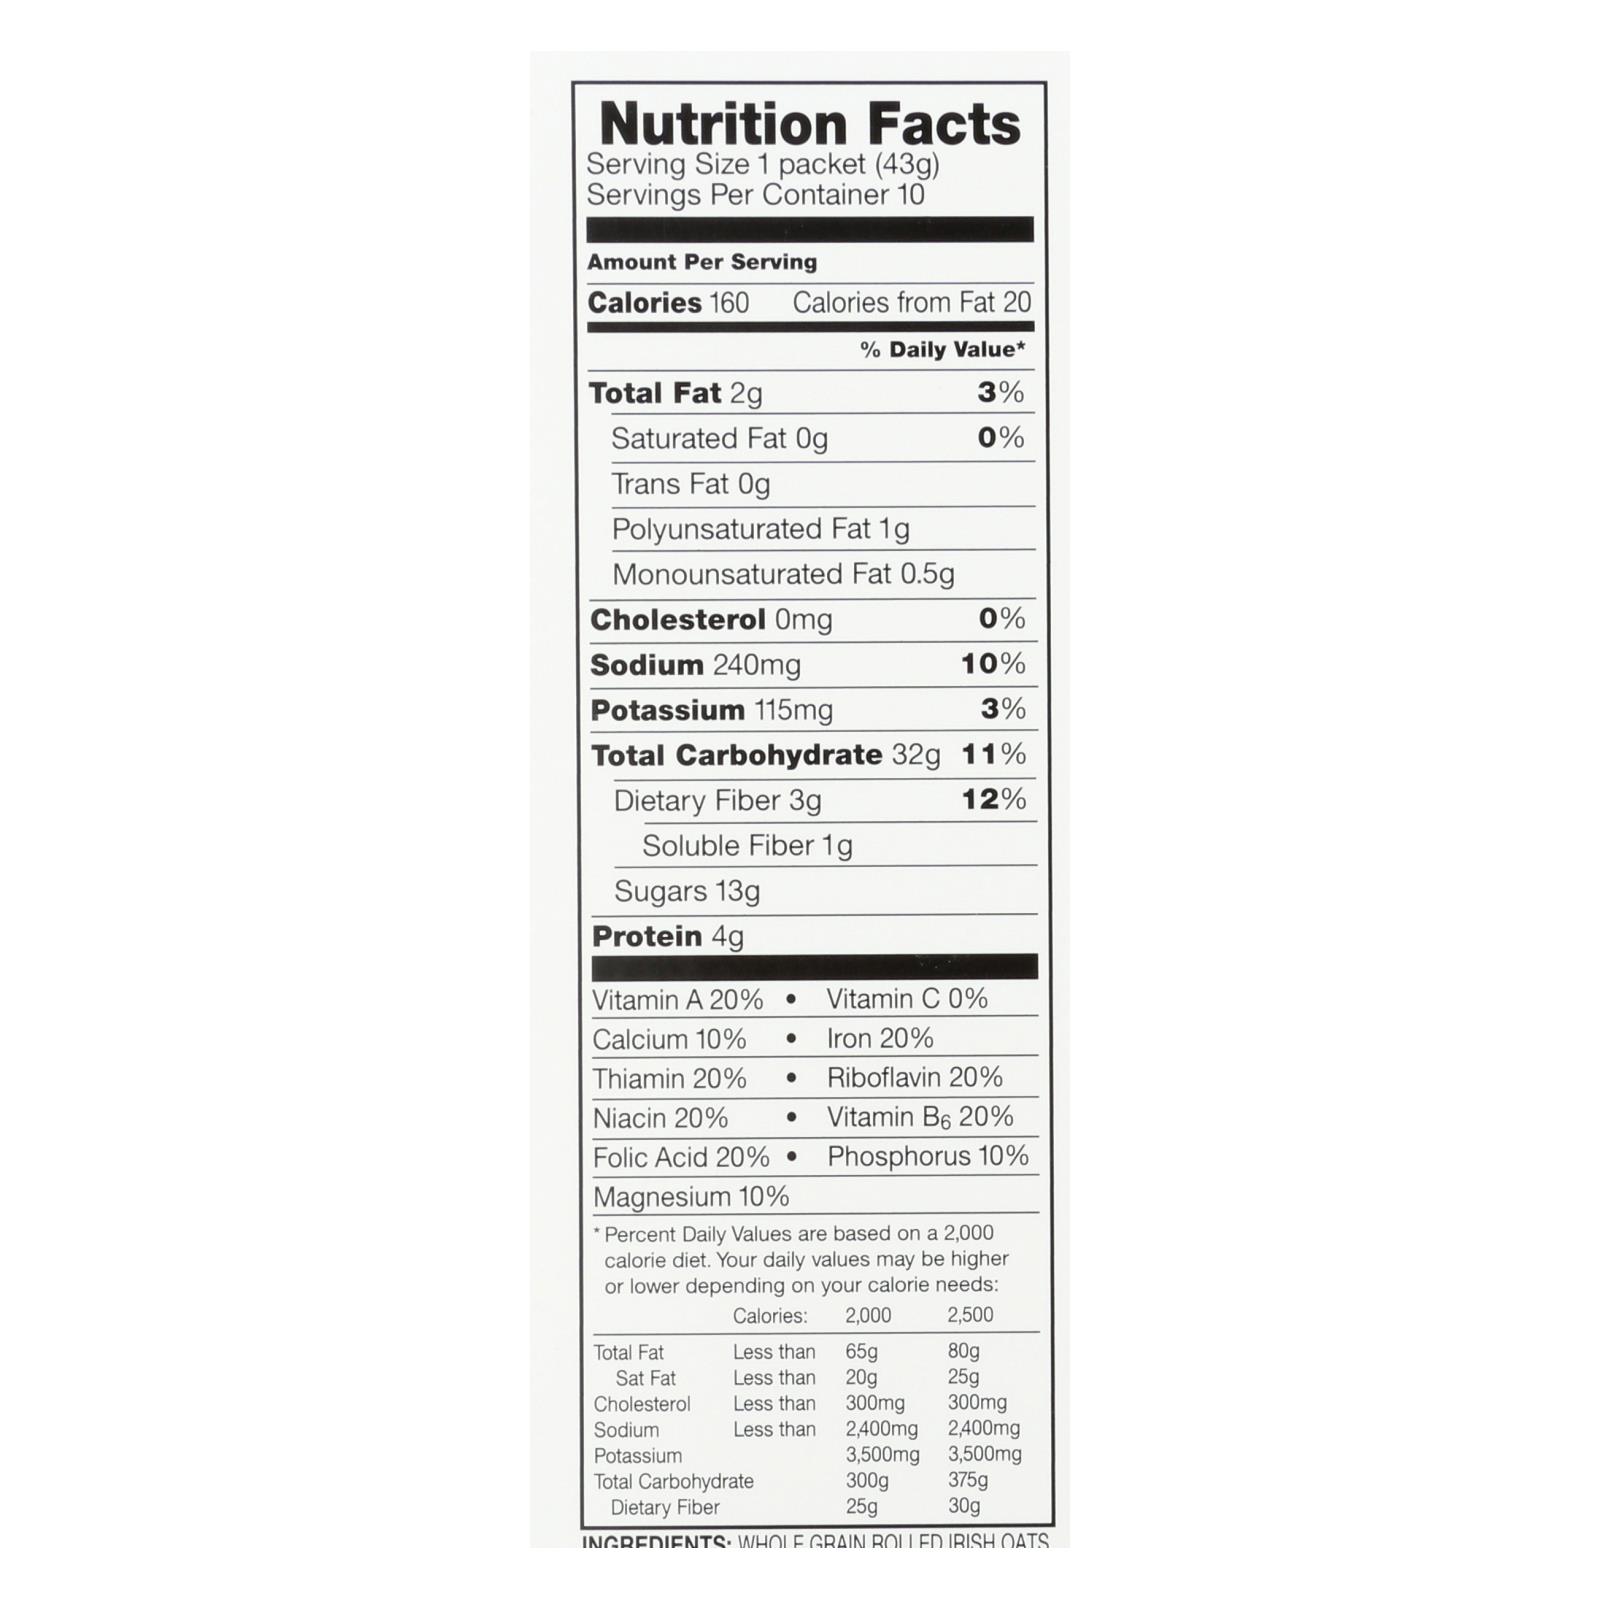 Nutrition Facts
Serving Size 1 packet (43g)
Servings Per Container 10
Amount Per Serving
Calories 160 Calories from Fat 20
% Daily Value*
Total Fat 2g 3%
Saturated Fat 0g 0%
Trans Fat 0g
Polyunsaturated Fat 1g
Monounsaturated Fat 0.5g
Cholesterol 0mg 0%
Sodium 240mg 10%
Potassium 115mg 3%
Total Carbohydrate 32g 11%
Dietary Fiber 3g 12%
Soluble Fiber 1g
Sugars 13g
Protein 4g
Vitamin A 20% • Vitamin C 0%
Calcium 10% • Iron 20%
Thiamin 20% • Riboflavin 20%
Niacin 20% • Vitamin B6 20%
Folic Acid 20% • Phosphorus 10%
Magnesium 10%
* Percent Daily Values are based on a 2,000
calorie diet. Your daily values may be higher
or lower depending on your calorie needs:
Calories: 2,000 2,500
Total Fat Less than 65g 80g
Sat Fat Less than 20g 25g
Cholesterol Less than 300mg 300mg
Sodium Less than 2,400mg 2,400mg
Potassium 3,500mg 3,500mg
Total Carbohydrate 300g 375g
Dietary Fiber 25g 30g
INGREDIENTS: WHOLE GRAIN ROLLED IRISH OATS